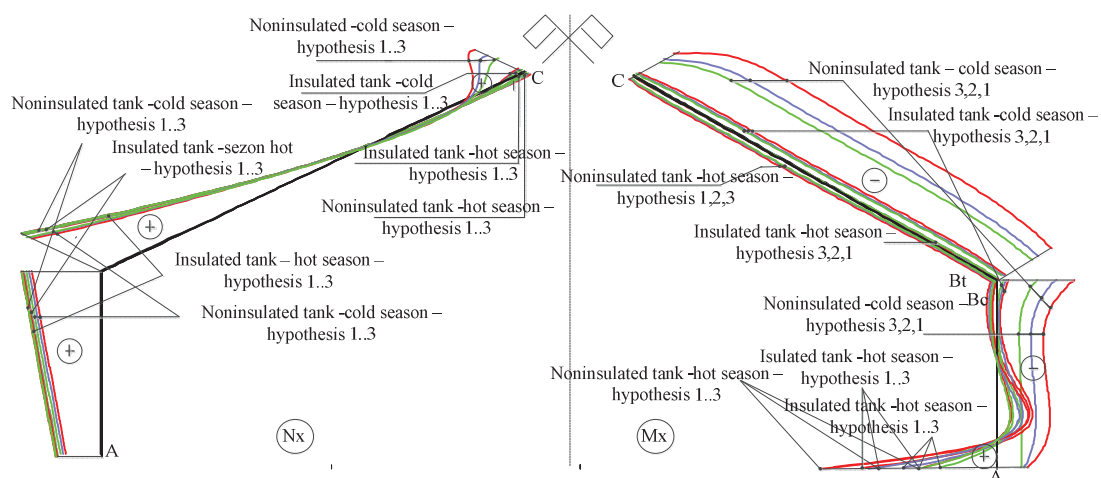 Noninsulated -cold season –
hypothesis 1..3
Insulated tank -cold
season – hypothesis 1..3
+
C
Noninsulated tank -cold season –
hypothesis 1..3
Insulated tank -sezon hot
– hypothesis 1..3
Insulated tank -hot season –
hypothesis 1..3
Noninsulated tank -hot season –
hypothesis 1..3
+
Insulated tank – hot season –
hypothesis 1..3
Noninsulated tank -cold season –
hypothesis 1..3
+
A
Nx
C
Noninsulated tank – cold season –
hypothesis 3,2,1
Insulated tank -cold season –
hypothesis 3,2,1
Noninsulated tank -hot season –
hypothesis 1,2,3
−
Insulated tank -hot season –
hypothesis 3,2,1
Bt
Bc
Noninsulated -cold season –
hypothesis 3,2,1
Isulated tank -hot season –
hypothesis 1..3
−
Noninsulated tank -hot season –
hypothesis 1..3
Insulated tank -hot season –
hypothesis 1..3
Mx
+
A